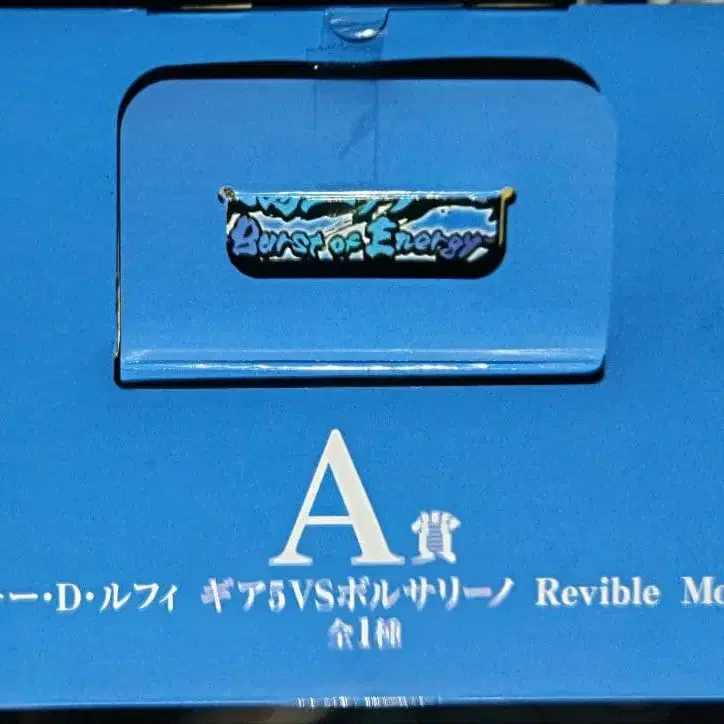 Burst of Energy
A賞
ー・D・ルフィ ギア5VSボルサリーノ Revible Mo
全1種